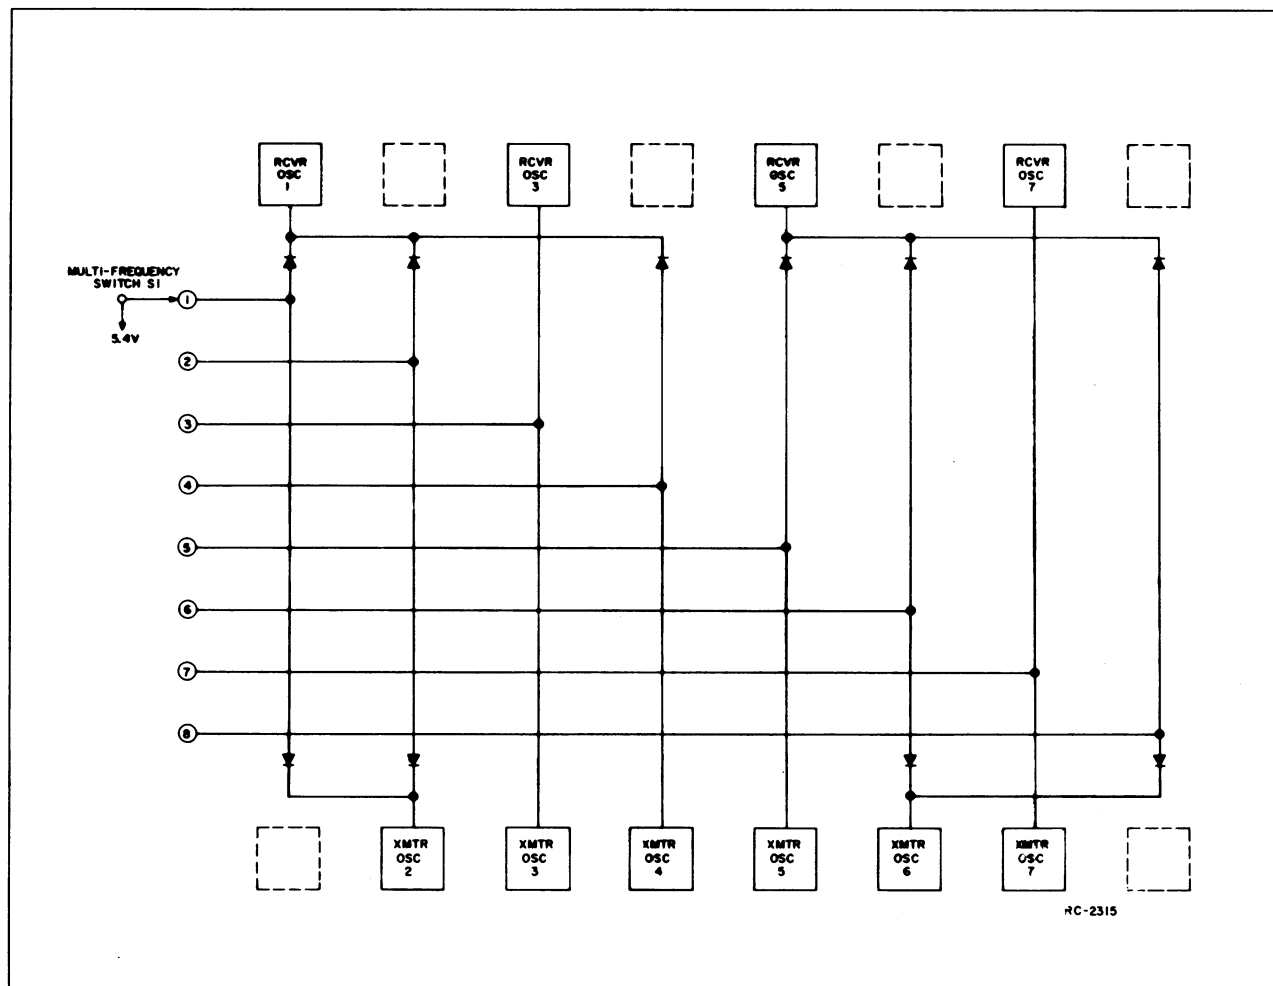 RCVR
OSC
1
RCVR
OSC
3
RCVR
OSC
5
RCVR
OSC
7
MULTI-FREQUENCY
SWITCH S1
1
5.4V
2
3
4
5
6
7
8
XMTR
OSC
2
XMTR
OSC
3
XMTR
OSC
4
XMTR
OSC
5
XMTR
OSC
6
XMTR
OSC
7
RC-2315